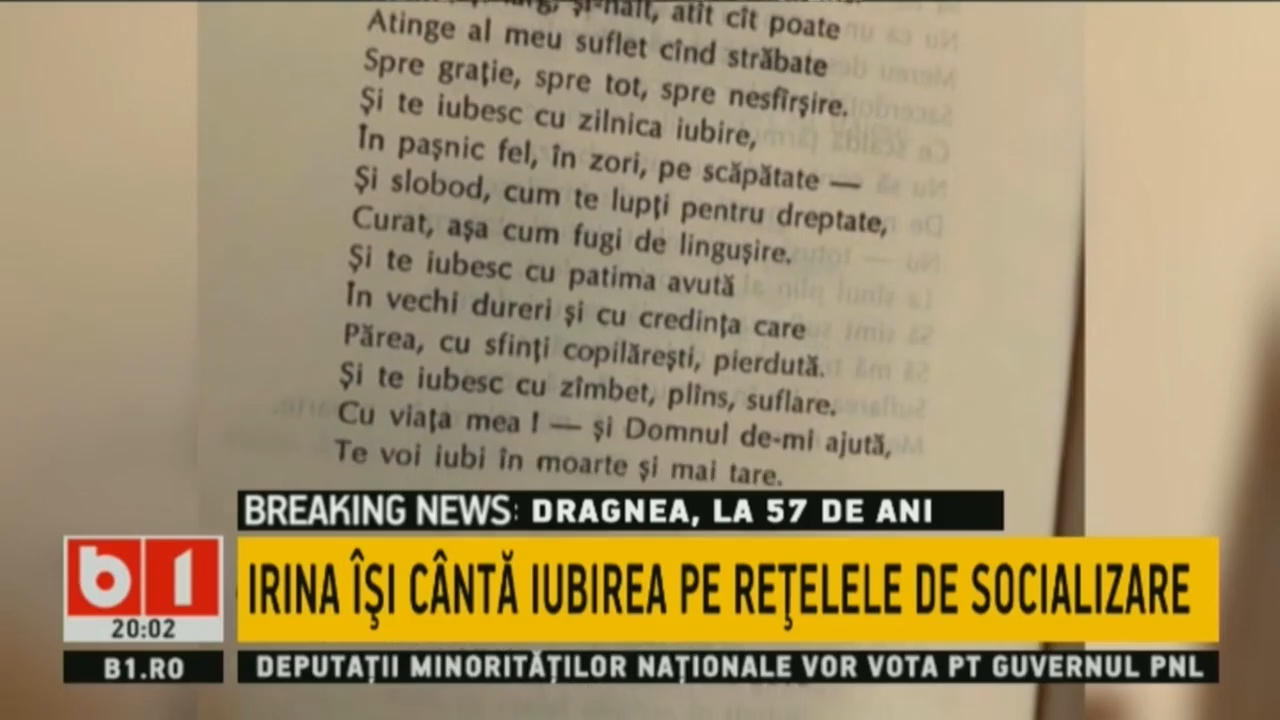 şi-nalt, atît cît poate
Atinge al meu suflet cînd străbate
Spre graţie, spre tot, spre nesfîrşire.
Şi te iubesc cu zilnica iubire,
În paşnic fel, în zori, pe scăpătate —
Şi slobod, cum te lupţi pentru dreptate,
Curat, aşa cum fugi de linguşire.
Şi te iubesc cu patima avută
În vechi dureri şi cu credinţa care
Părea, cu sfinţi copilăreşti, pierdută.
Şi te iubesc cu zîmbet, plîns, suflare.
Cu viaţa mea ! — şi Domnul de-mi ajută,
Te voi iubi în moarte şi mai tare.
BREAKING NEWS: DRAGNEA, LA 57 DE ANI
b1
IRINA ÎŞI CÂNTĂ IUBIREA PE REŢELELE DE SOCIALIZARE
20:02
B1.RO
DEPUTAŢII MINORITĂŢILOR NAŢIONALE VOR VOTA PT GUVERNUL PNL